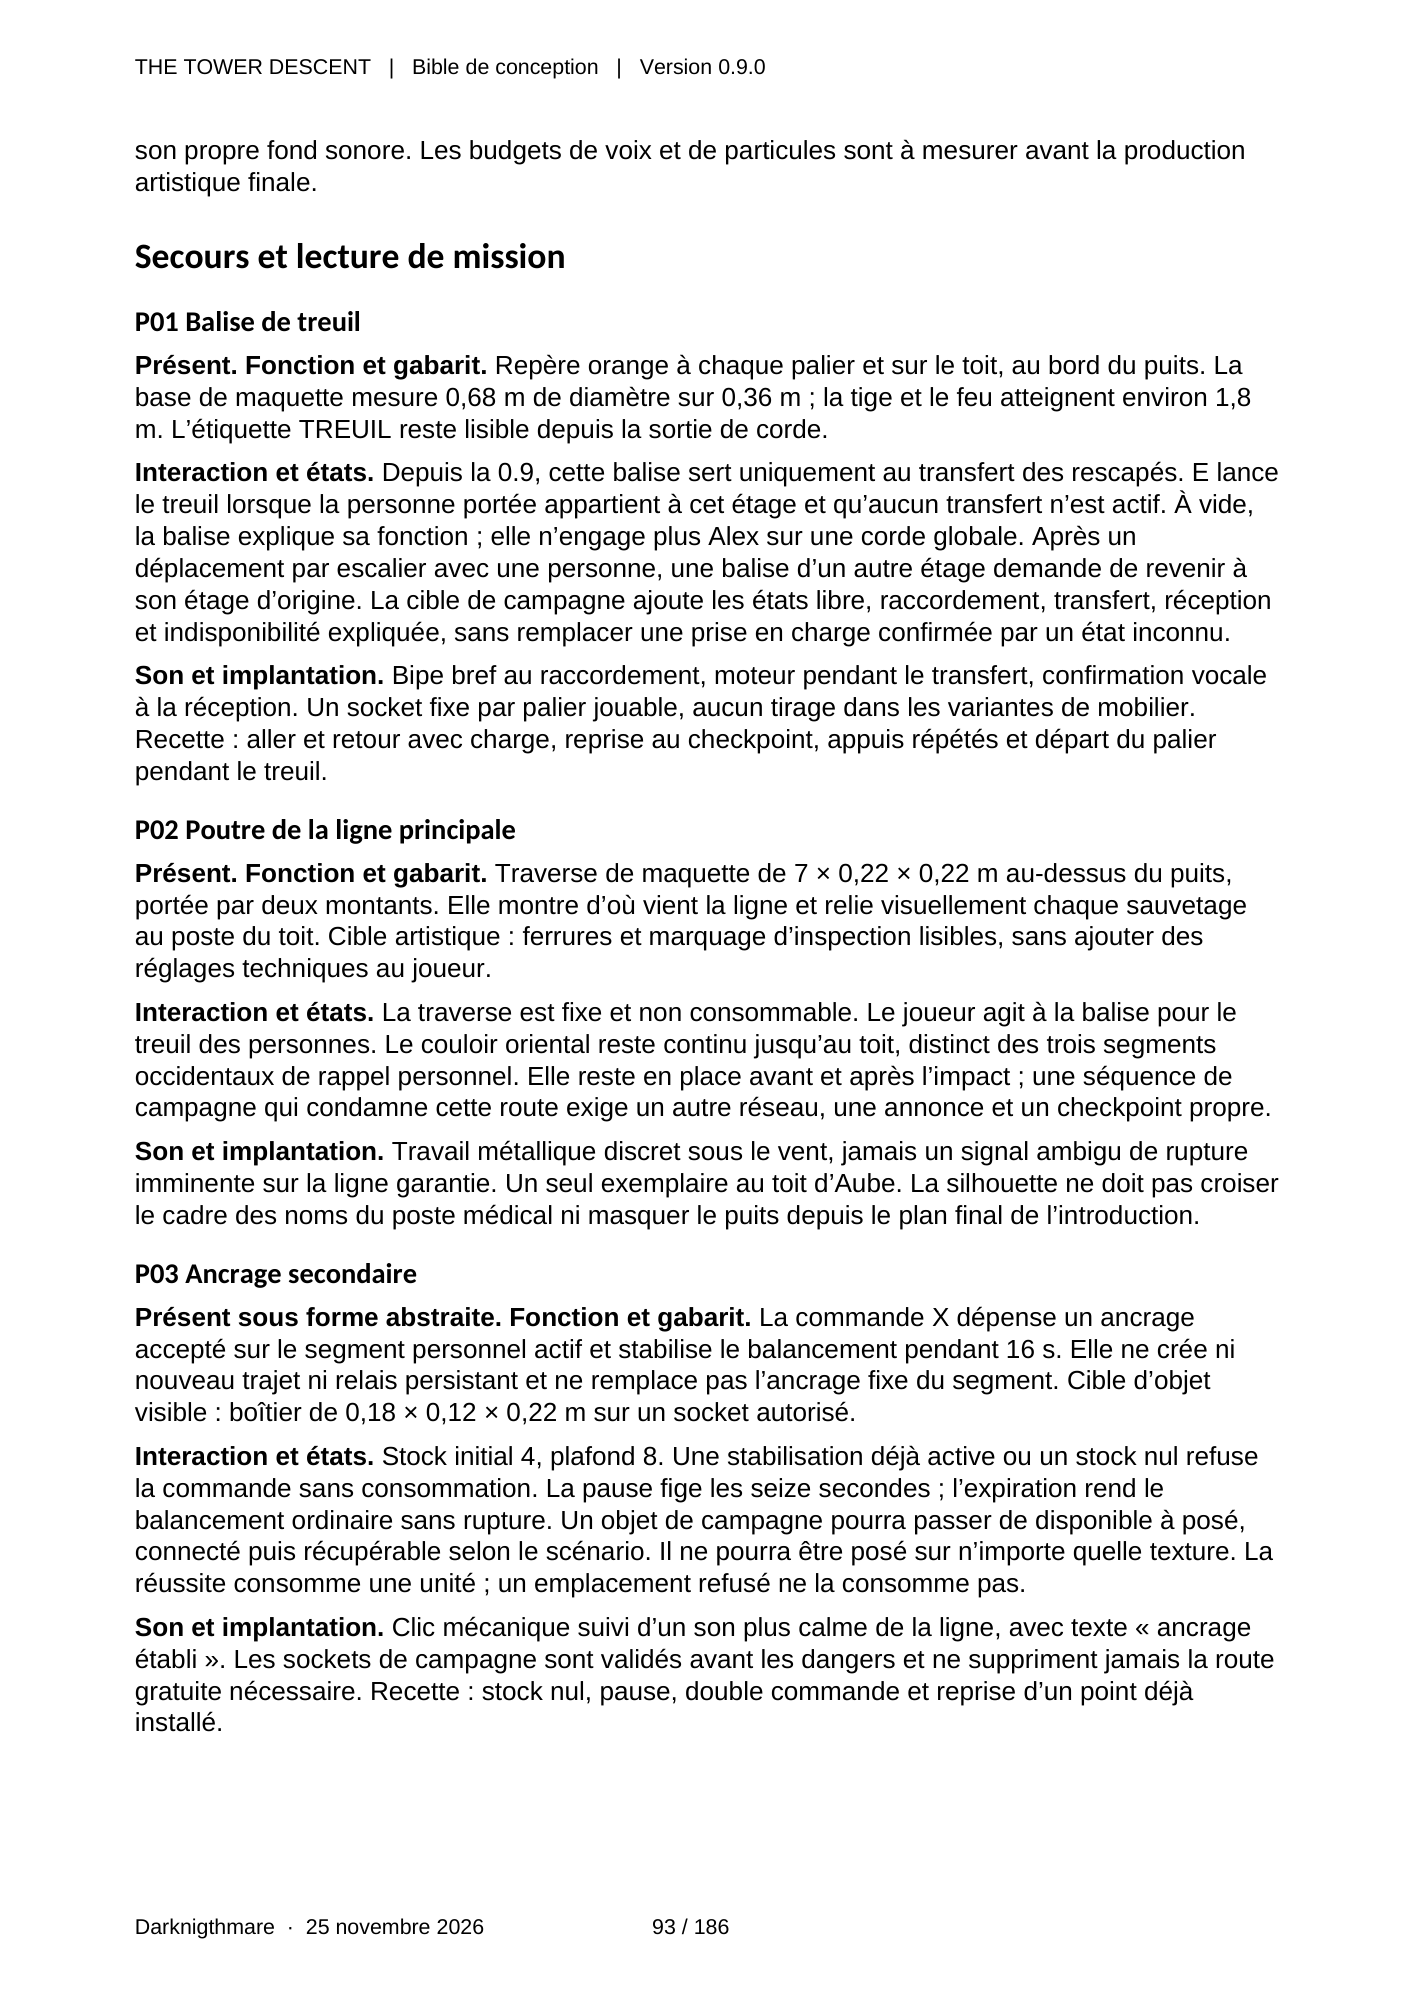 THE TOWER DESCENT | Bible de conception | Version 0.9.0
son propre fond sonore. Les budgets de voix et de particules sont à mesurer avant la production
artistique finale.
Secours et lecture de mission
P01 Balise de treuil
Présent. Fonction et gabarit. Repère orange à chaque palier et sur le toit, au bord du puits. La
base de maquette mesure 0,68 m de diamètre sur 0,36 m ; la tige et le feu atteignent environ 1,8
m. L’étiquette TREUIL reste lisible depuis la sortie de corde.
Interaction et états. Depuis la 0.9, cette balise sert uniquement au transfert des rescapés. E lance
le treuil lorsque la personne portée appartient à cet étage et qu’aucun transfert n’est actif. À vide,
la balise explique sa fonction ; elle n’engage plus Alex sur une corde globale. Après un
déplacement par escalier avec une personne, une balise d’un autre étage demande de revenir à
son étage d’origine. La cible de campagne ajoute les états libre, raccordement, transfert, réception
et indisponibilité expliquée, sans remplacer une prise en charge confirmée par un état inconnu.
Son et implantation. Bipe bref au raccordement, moteur pendant le transfert, confirmation vocale
à la réception. Un socket fixe par palier jouable, aucun tirage dans les variantes de mobilier.
Recette : aller et retour avec charge, reprise au checkpoint, appuis répétés et départ du palier
pendant le treuil.
P02 Poutre de la ligne principale
Présent. Fonction et gabarit. Traverse de maquette de 7 × 0,22 × 0,22 m au-dessus du puits,
portée par deux montants. Elle montre d’où vient la ligne et relie visuellement chaque sauvetage
au poste du toit. Cible artistique : ferrures et marquage d’inspection lisibles, sans ajouter des
réglages techniques au joueur.
Interaction et états. La traverse est fixe et non consommable. Le joueur agit à la balise pour le
treuil des personnes. Le couloir oriental reste continu jusqu’au toit, distinct des trois segments
occidentaux de rappel personnel. Elle reste en place avant et après l’impact ; une séquence de
campagne qui condamne cette route exige un autre réseau, une annonce et un checkpoint propre.
Son et implantation. Travail métallique discret sous le vent, jamais un signal ambigu de rupture
imminente sur la ligne garantie. Un seul exemplaire au toit d’Aube. La silhouette ne doit pas croiser
le cadre des noms du poste médical ni masquer le puits depuis le plan final de l’introduction.
P03 Ancrage secondaire
Présent sous forme abstraite. Fonction et gabarit. La commande X dépense un ancrage
accepté sur le segment personnel actif et stabilise le balancement pendant 16 s. Elle ne crée ni
nouveau trajet ni relais persistant et ne remplace pas l’ancrage fixe du segment. Cible d’objet
visible : boîtier de 0,18 × 0,12 × 0,22 m sur un socket autorisé.
Interaction et états. Stock initial 4, plafond 8. Une stabilisation déjà active ou un stock nul refuse
la commande sans consommation. La pause fige les seize secondes ; l’expiration rend le
balancement ordinaire sans rupture. Un objet de campagne pourra passer de disponible à posé,
connecté puis récupérable selon le scénario. Il ne pourra être posé sur n’importe quelle texture. La
réussite consomme une unité ; un emplacement refusé ne la consomme pas.
Son et implantation. Clic mécanique suivi d’un son plus calme de la ligne, avec texte « ancrage
établi ». Les sockets de campagne sont validés avant les dangers et ne suppriment jamais la route
gratuite nécessaire. Recette : stock nul, pause, double commande et reprise d’un point déjà
installé.
Darknigthmare · 25 novembre 2026 93 / 186